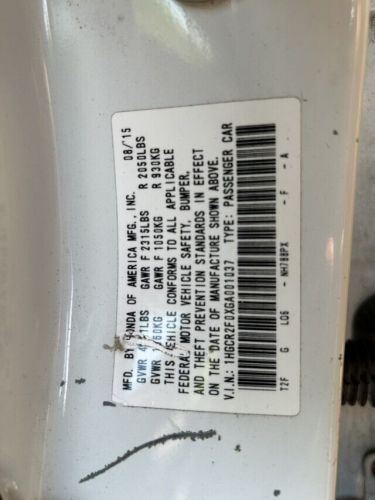 MFD. BY HONDA OF AMERICA MFG., INC. 08/15
GVWR LBS GAWR F 2315LBS R 2050LBS
GVWR KG GAWR F 1050KG R 930KG
THIS VEHICLE CONFORMS TO ALL APPLICABLE
FEDERAL MOTOR VEHICLE SAFETY, BUMPER,
AND THEFT PREVENTION STANDARDS IN EFFECT
ON THE DATE OF MANUFACTURE SHOWN ABOVE.
V.I.N.: 1HGCR2F0XGA001037 TYPE: PASSENGER CAR
T2F G L06 - NH788PX - F - A